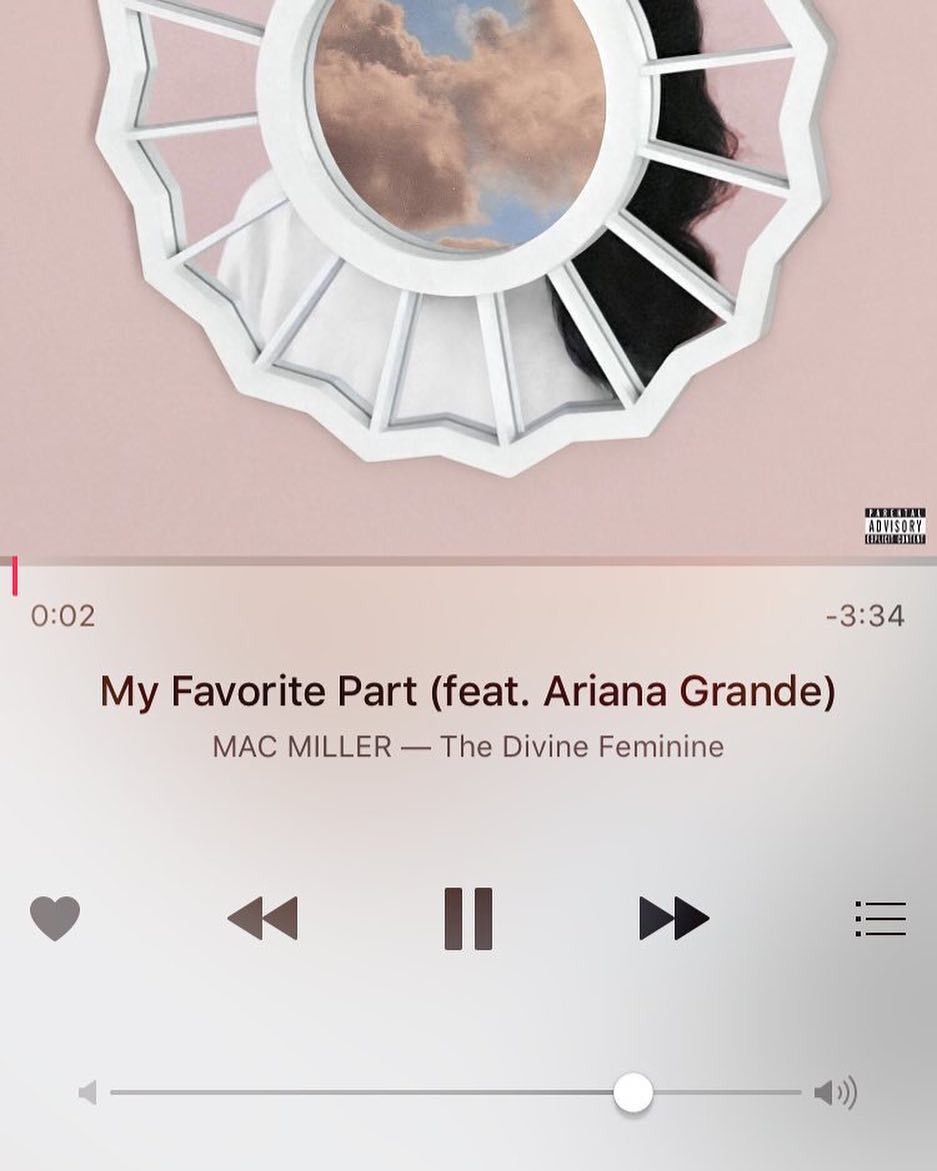 PARENTAL
ADVISORY
EXPLICIT CONTENT
0:02
-3:34
My Favorite Part (feat. Ariana Grande)
MAC MILLER — The Divine Feminine